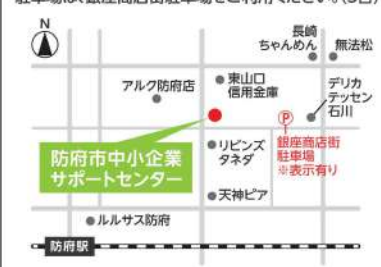 駐車場は、銀座商店街駐車場をご利用ください。(5台)
N
長崎
ちゃんめん
無法松
アルク防府店
東山口
信用金庫
デリカ
テッセン
石川
P
銀座商店街
駐車場
※表示有り
リビンズ
タネダ
防府市中小企業
サポートセンター
天神ピア
ルルサス防府
防府駅